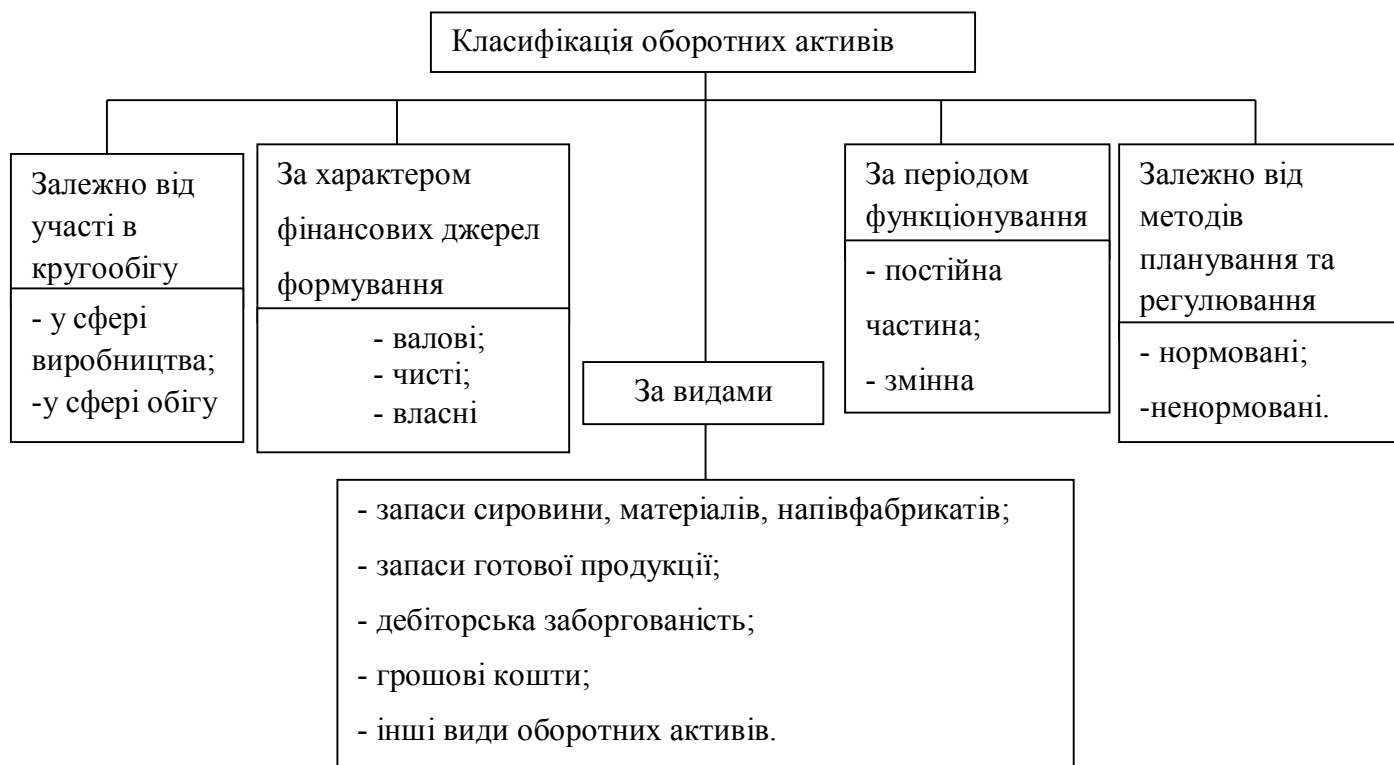 Класифікація оборотних активів
Залежно від
участі в
кругообігу
- у сфері
виробництва;
-у сфері обігу
За характером
фінансових джерел
формування
- валові;
- чисті;
- власні
За видами
За періодом
функціонування
- постійна
частина;
- змінна
Залежно від
методів
планування та
регулювання
- нормовані;
-ненормовані.
- запаси сировини, матеріалів, напівфабрикатів;
- запаси готової продукції;
- дебіторська заборгованість;
- грошові кошти;
- інші види оборотних активів.